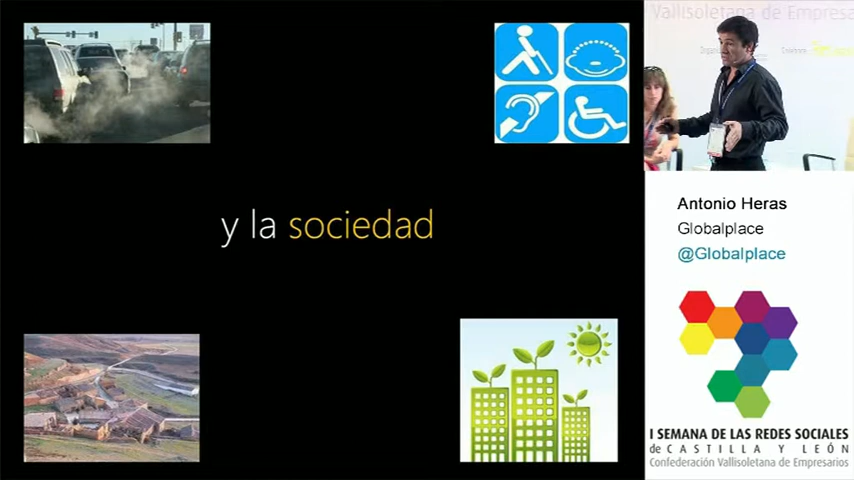 y la sociedad
Vallisoletana de Empresarios
Antonio Heras
Globalplace
@Globalplace
I SEMANA DE LAS REDES SOCIALES
de CASTILLA Y LEÓN
Confederación Vallisoletana de Empresarios